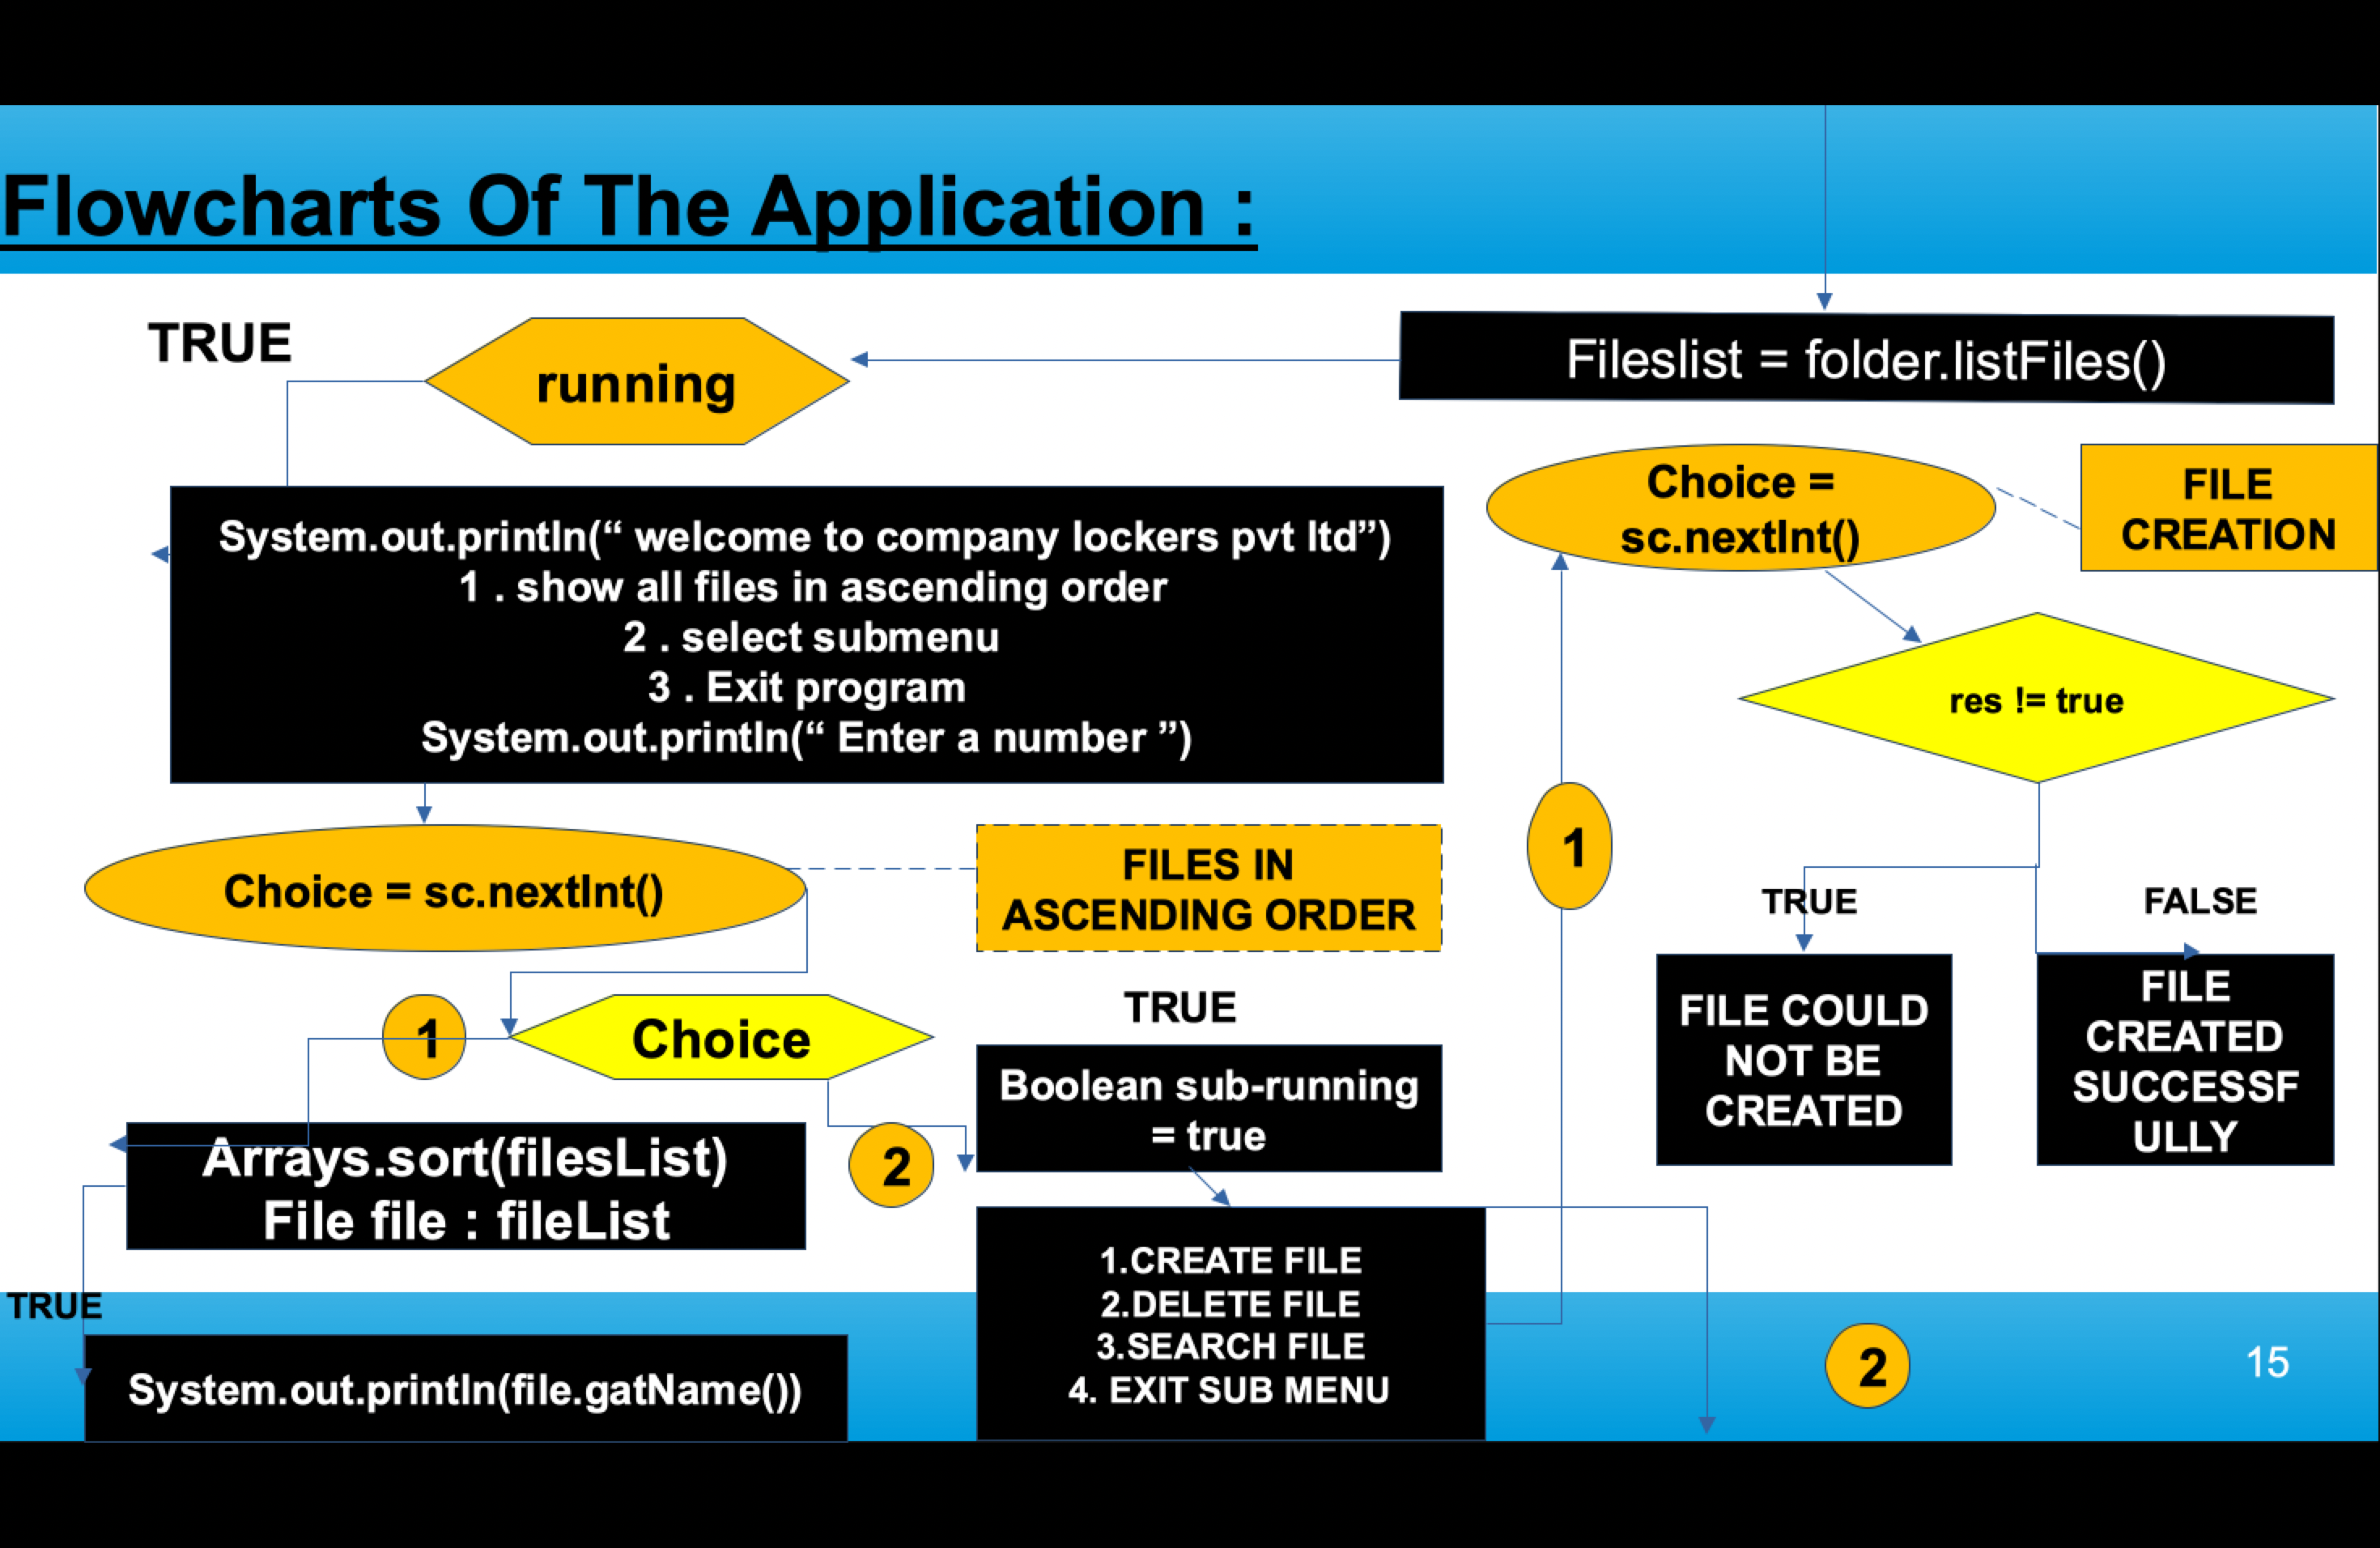 Flowcharts Of The Application :
TRUE
running
Fileslist = folder.listFiles()
System.out.println(“ welcome to company lockers pvt ltd”)
1 . show all files in ascending order
2 . select submenu
3 . Exit program
System.out.println(“ Enter a number ”)
Choice =
sc.nextInt()
FILE
CREATION
res != true
Choice = sc.nextInt()
FILES IN
ASCENDING ORDER
1
TRUE
FALSE
FILE COULD
NOT BE
CREATED
FILE
CREATED
SUCCESSF
ULLY
1
Choice
TRUE
Boolean sub-running
= true
2
Arrays.sort(filesList)
File file : fileList
TRUE
System.out.println(file.gatName())
1.CREATE FILE
2.DELETE FILE
3.SEARCH FILE
4. EXIT SUB MENU
2
15